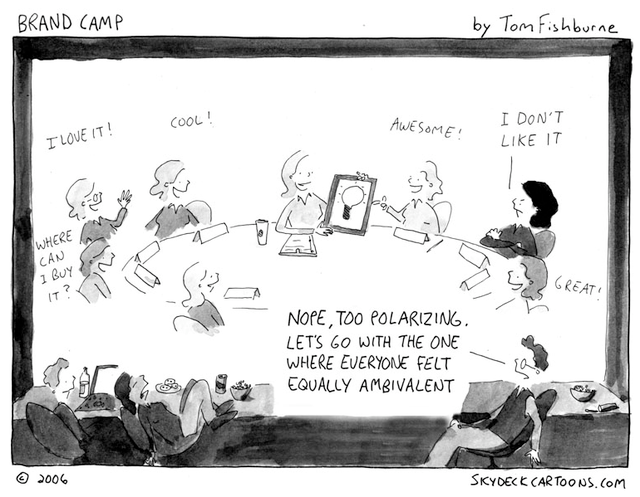 BRAND CAMP
by Tom Fishburne
I LOVE IT!
COOL!
AWESOME!
I DON'T
LIKE IT
WHERE
CAN
I BUY
IT?
GREAT!
NOPE, TOO POLARIZING.
LET'S GO WITH THE ONE
WHERE EVERYONE FELT
EQUALLY AMBIVALENT
© 2006
SKYDECKCARTOONS.COM